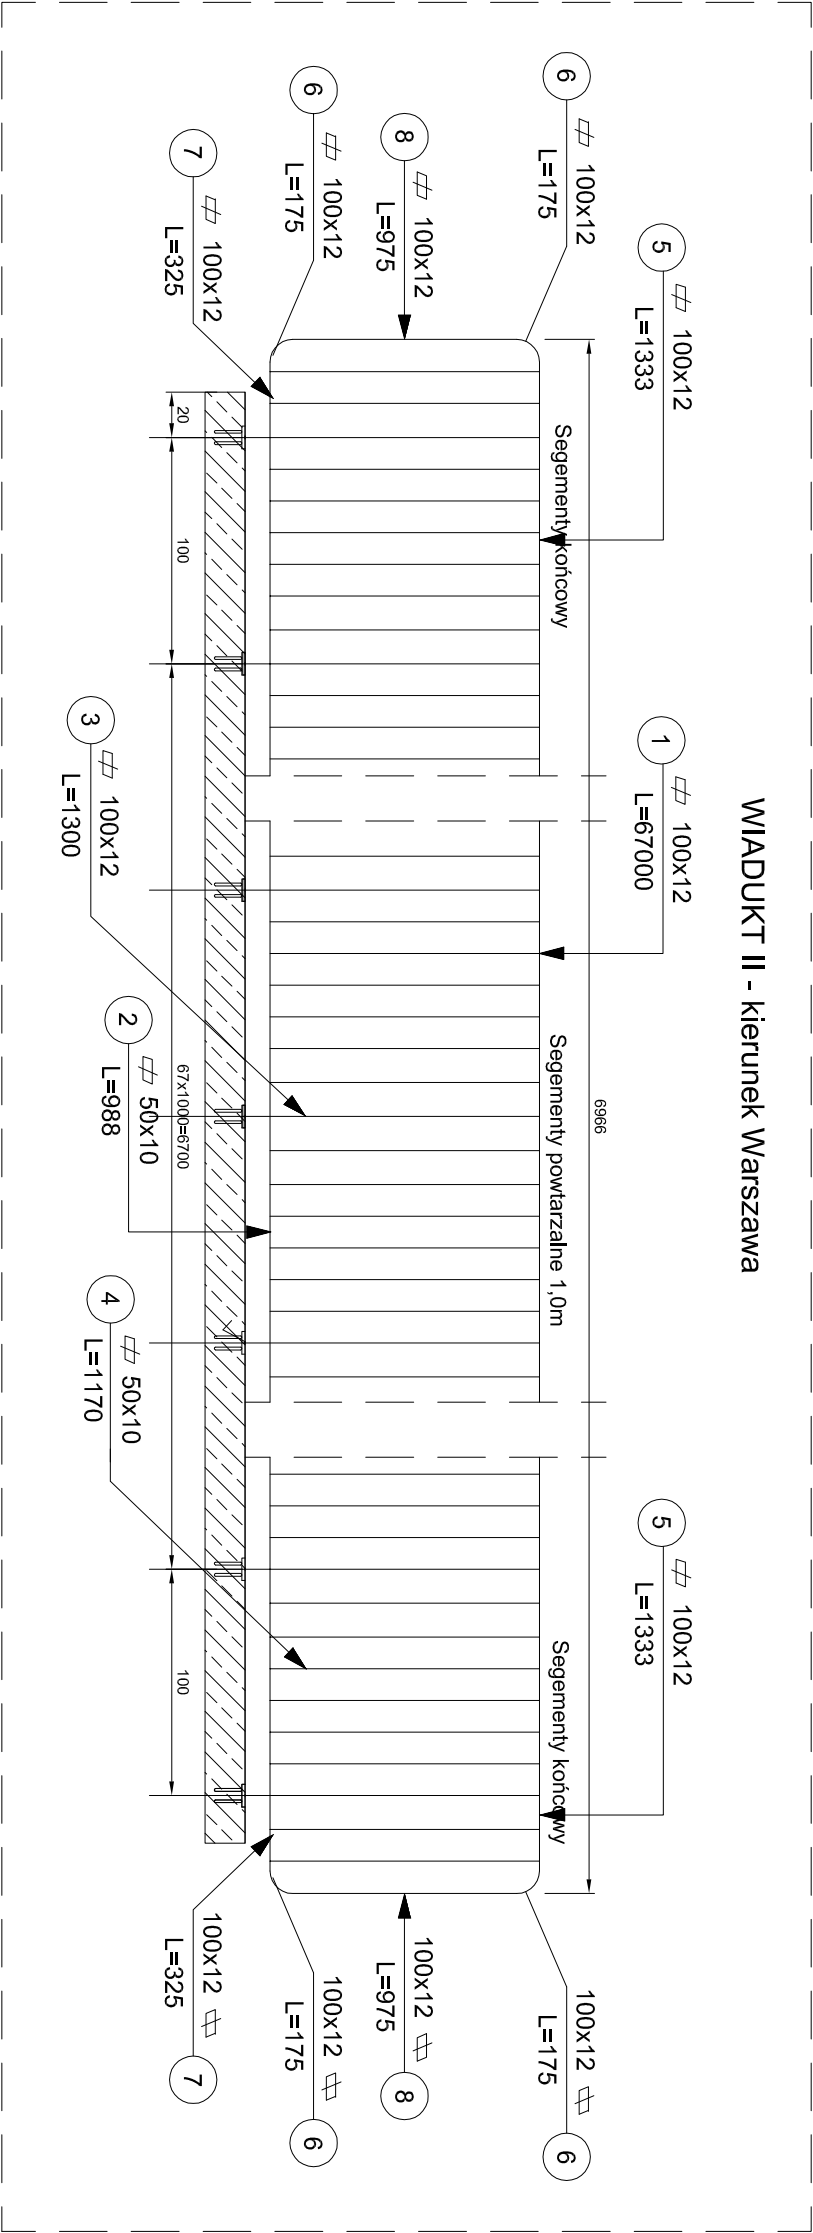 WIADUKT II - kierunek Warszawa
5
100x12
L=1333
1
100x12
L=67000
5
100x12
L=1333
6
100x12
L=175
100x12
L=175
6
6966
Segementy końcowy
Segementy powtarzalne 1,0m
Segementy końcowy
8
100x12
L=975
100x12
L=975
8
6
100x12
L=175
100x12
L=175
6
7
100x12
L=325
100x12
L=325
7
20
100
67x1000=6700
100
2
50x10
L=988
3
100x12
L=1300
4
50x10
L=1170